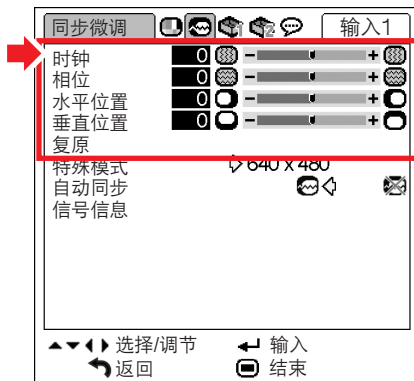 同步微调 1 2 输入1
时钟 0 − +
相位 0 − +
水平位置 0 − +
垂直位置 0 − +
复原
特殊模式 640 x 480
自动同步
信号信息
选择/调节 输入
返回 结束